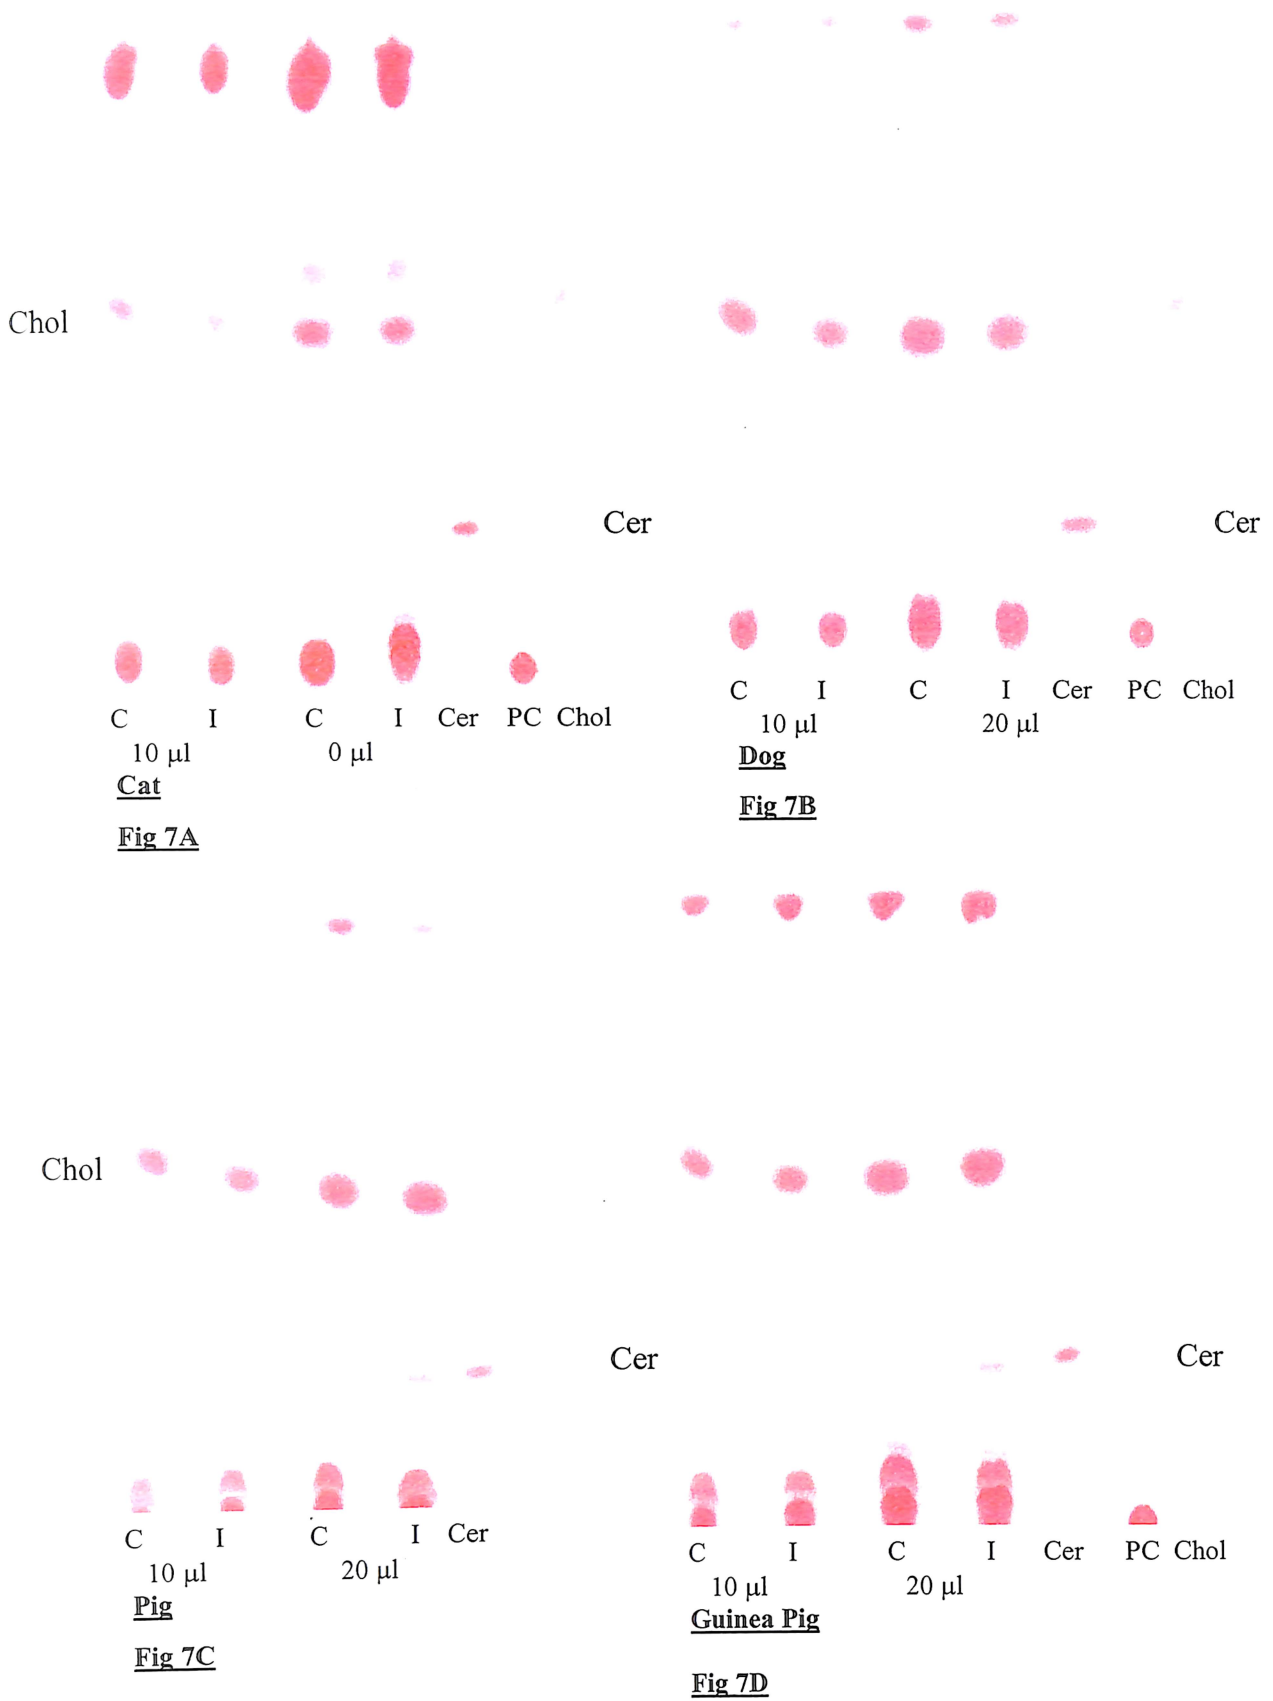 Chol
Cer
Cer
C I C I Cer PC Chol
10 µl 0 µl
Cat
Fig 7A
C I C I Cer PC Chol
10 µl 20 µl
Dog
Fig 7B
Chol
Cer
Cer
C I C I Cer
10 µl 20 µl
Pig
Fig 7C
C I C I Cer PC Chol
10 µl 20 µl
Guinea Pig
Fig 7D